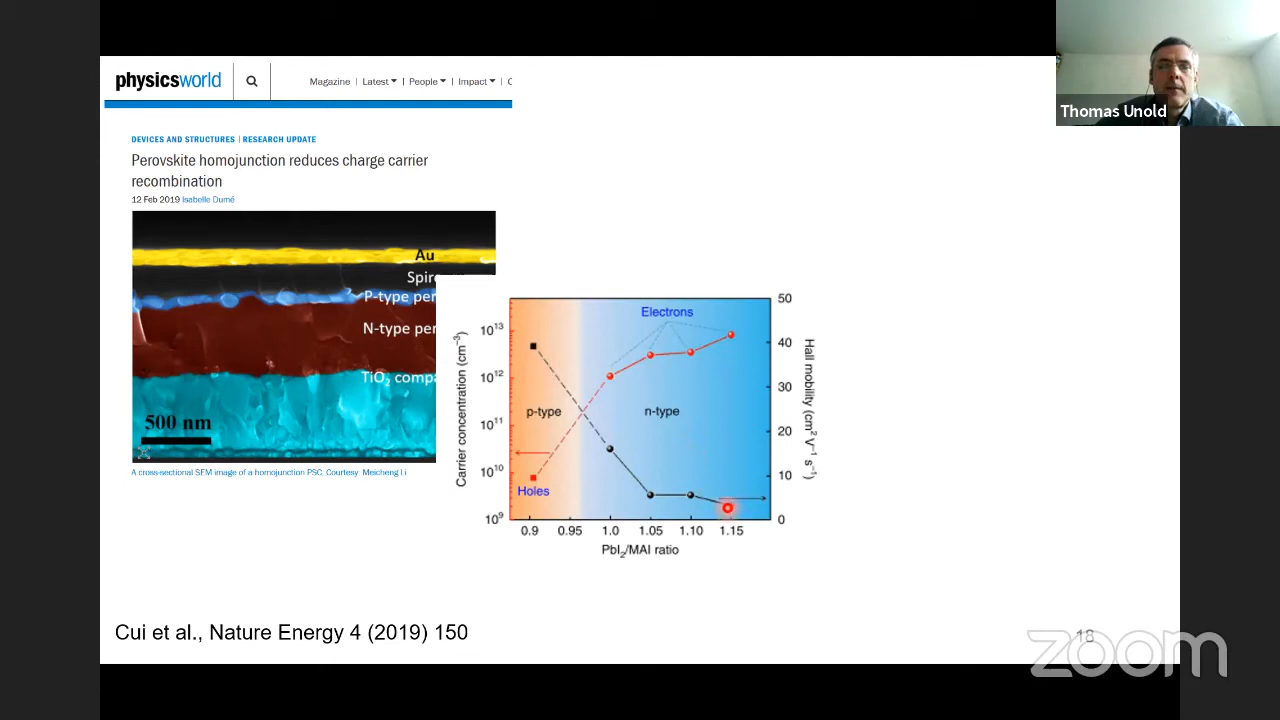 physicsworld
Magazine | Latest | People | Impact |
DEVICES AND STRUCTURES | RESEARCH UPDATE
Perovskite homojunction reduces charge carrier
recombination
12 Feb 2019 Isabelle Dumé
Au
Spiro
P-type per
N-type per
TiO2 compa
500 nm
A cross-sectional SEM image of a homojunction PSC, Courtesy: Meicheng Li
Carrier concentration (cm⁻³)
10¹³
10¹²
10¹¹
10¹⁰
10⁹
Electrons
p-type
n-type
Holes
50
40
30
20
10
0
Hall mobility (cm² V⁻¹ s⁻¹)
0.9 0.95 1.0 1.05 1.10 1.15
PbI₂/MAI ratio
Cui et al., Nature Energy 4 (2019) 150
18
zoom
Thomas Unold